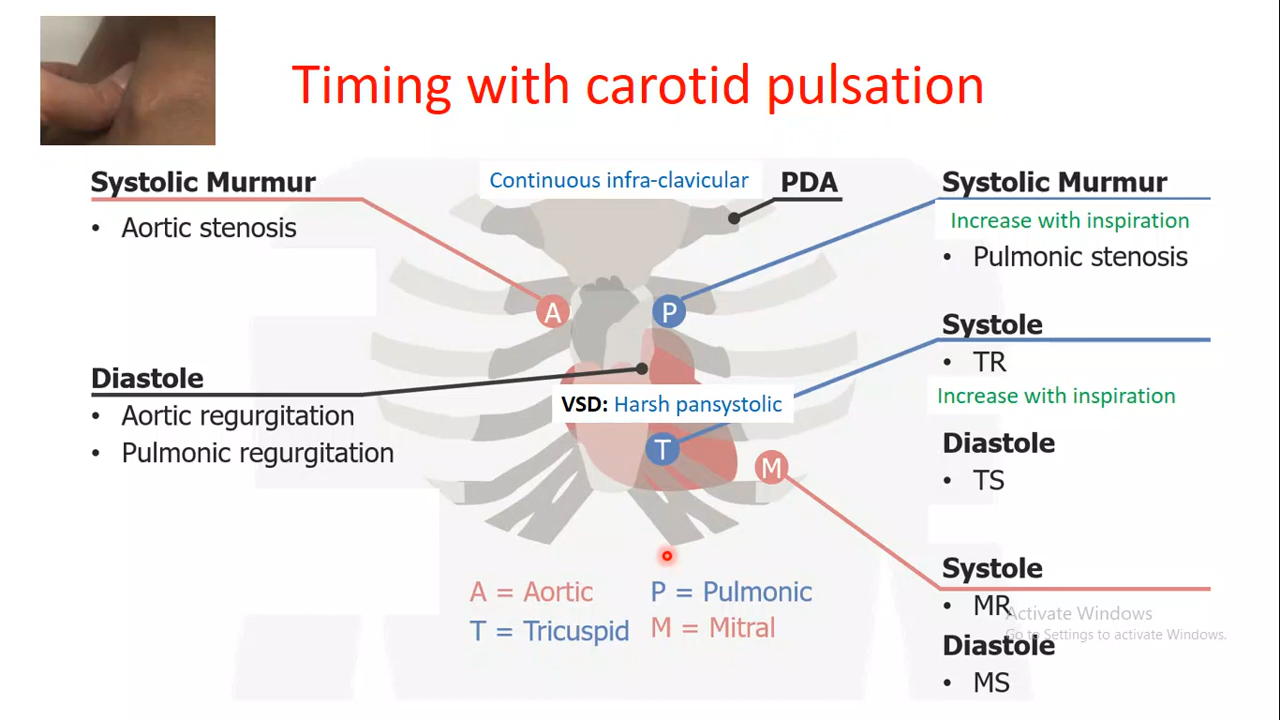 Timing with carotid pulsation
Systolic Murmur
• Aortic stenosis
Diastole
• Aortic regurgitation
• Pulmonic regurgitation
Continuous infra-clavicular
PDA
A
P
VSD: Harsh pansystolic
T
M
A = Aortic
P = Pulmonic
T = Tricuspid
M = Mitral
Systolic Murmur
Increase with inspiration
• Pulmonic stenosis
Systole
• TR
Increase with inspiration
Diastole
• TS
Systole
• MR
Diastole
• MS
Activate Windows
Go to Settings to activate Windows.